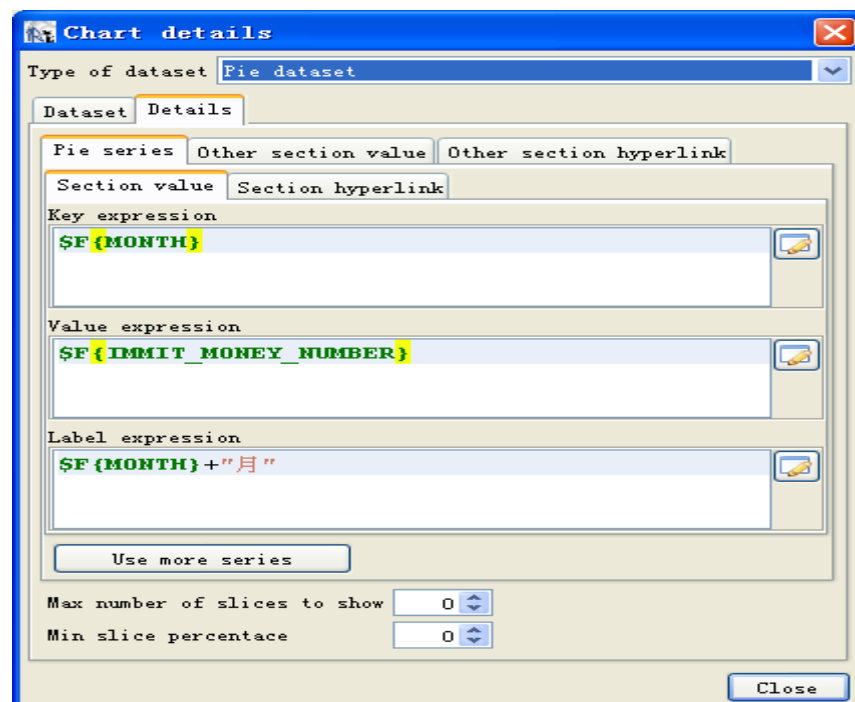 Chart details
Type of dataset Pie dataset
Dataset Details
Pie series Other section value Other section hyperlink
Section value Section hyperlink
Key expression
$F{MONTH}
Value expression
$F{IMMIT_MONEY_NUMBER}
Label expression
$F{MONTH}+"月"
Use more series
Max number of slices to show 0
Min slice percentace 0
Close